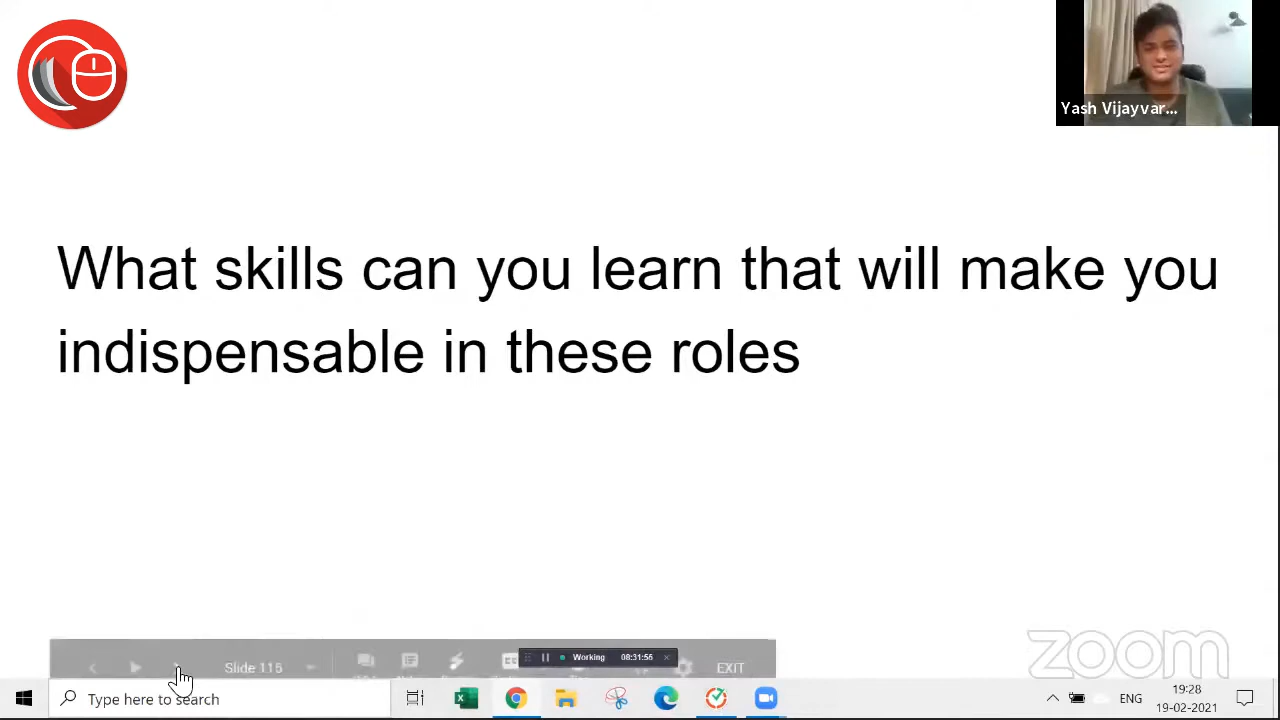 Yash Vijayvar...
What skills can you learn that will make you
indispensable in these roles
zoom
Slide 115
Working 08:31:56
EXIT
Type here to search
ENG
19:28
19-02-2021